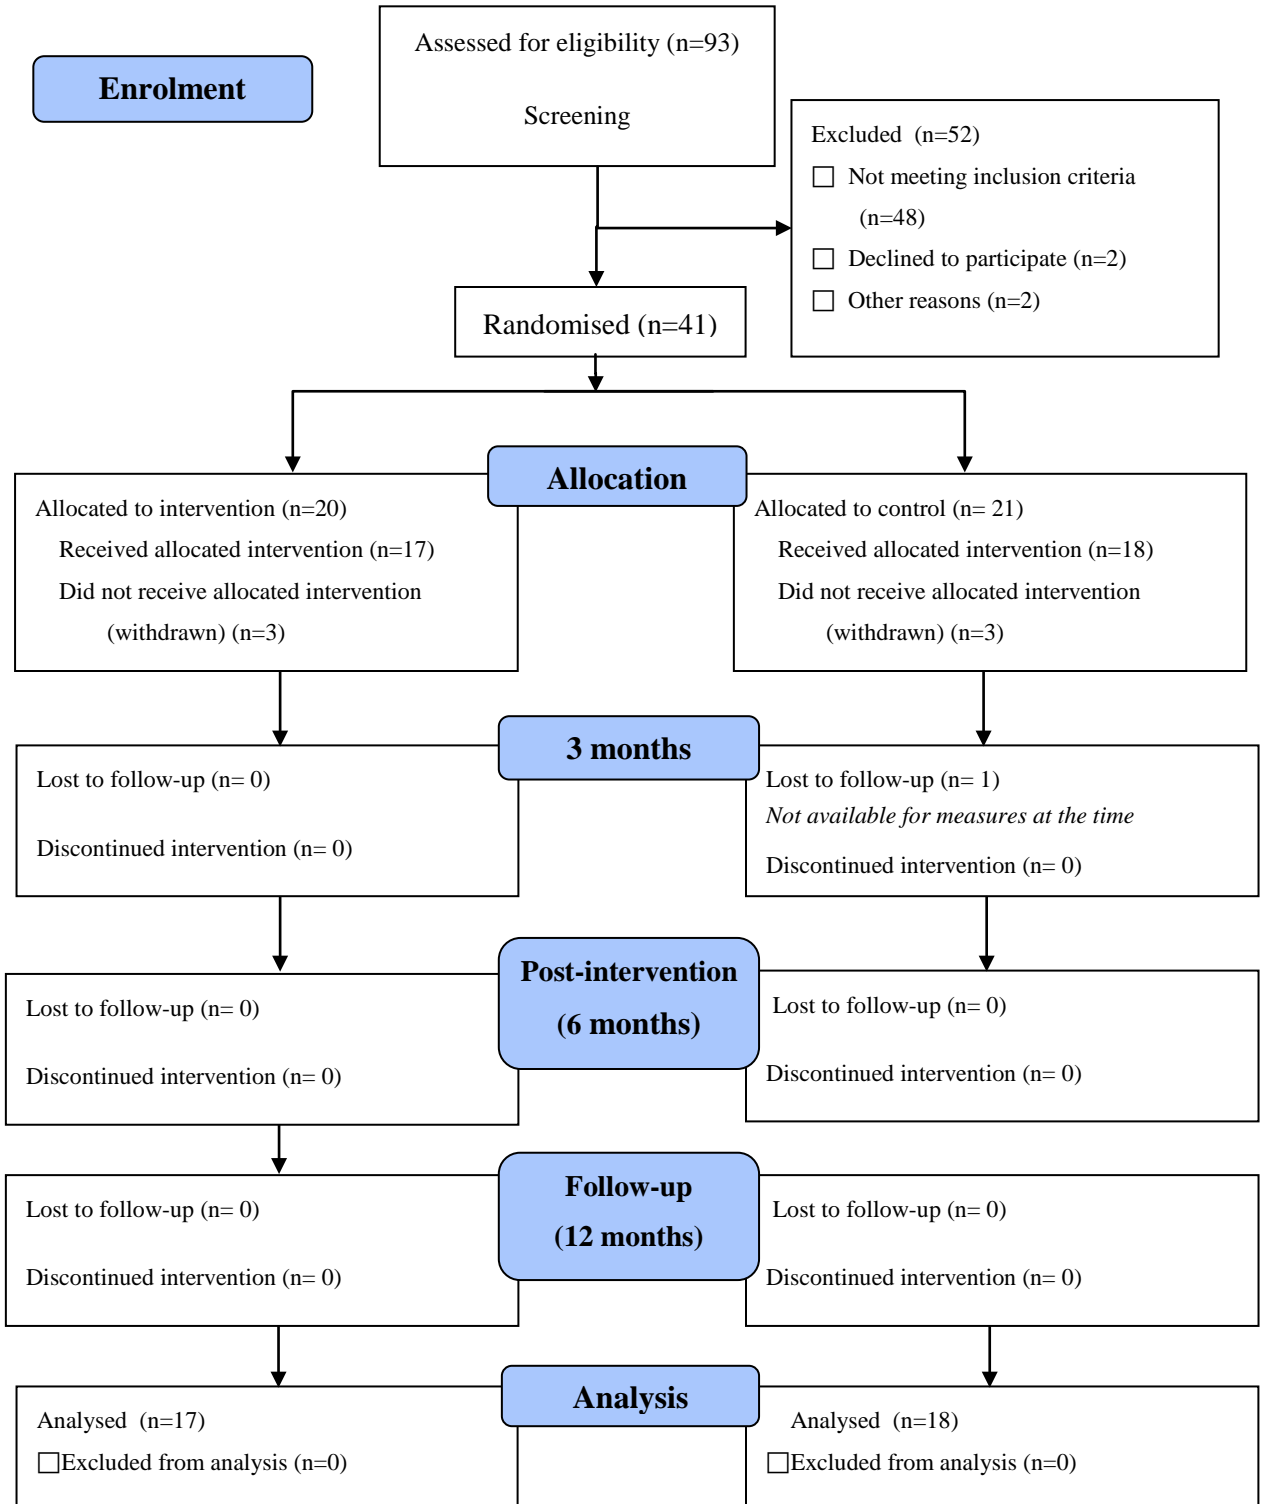 Assessed for eligibility (n=93)
Screening
Enrolment
Excluded  (n=52)
☐ Not meeting inclusion criteria
(n=48)
☐ Declined to participate (n=2)
☐ Other reasons (n=2)
Randomised (n=41)
Allocation
Allocated to intervention (n=20)
Received allocated intervention (n=17)
Did not receive allocated intervention
(withdrawn) (n=3)
Allocated to control (n= 21)
Received allocated intervention (n=18)
Did not receive allocated intervention
(withdrawn) (n=3)
3 months
Lost to follow-up (n= 0)
Discontinued intervention (n= 0)
Lost to follow-up (n= 1)
Not available for measures at the time
Discontinued intervention (n= 0)
Post-intervention
(6 months)
Lost to follow-up (n= 0)
Discontinued intervention (n= 0)
Lost to follow-up (n= 0)
Discontinued intervention (n= 0)
Follow-up
(12 months)
Lost to follow-up (n= 0)
Discontinued intervention (n= 0)
Lost to follow-up (n= 0)
Discontinued intervention (n= 0)
Analysis
Analysed  (n=17)
☐Excluded from analysis (n=0)
Analysed  (n=18)
☐Excluded from analysis (n=0)